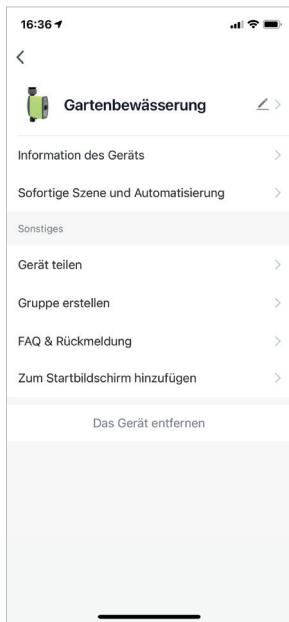 16:36
Gartenbewässerung
Information des Geräts
Sofortige Szene und Automatisierung
Sonstiges
Gerät teilen
Gruppe erstellen
FAQ & Rückmeldung
Zum Startbildschirm hinzufügen
Das Gerät entfernen